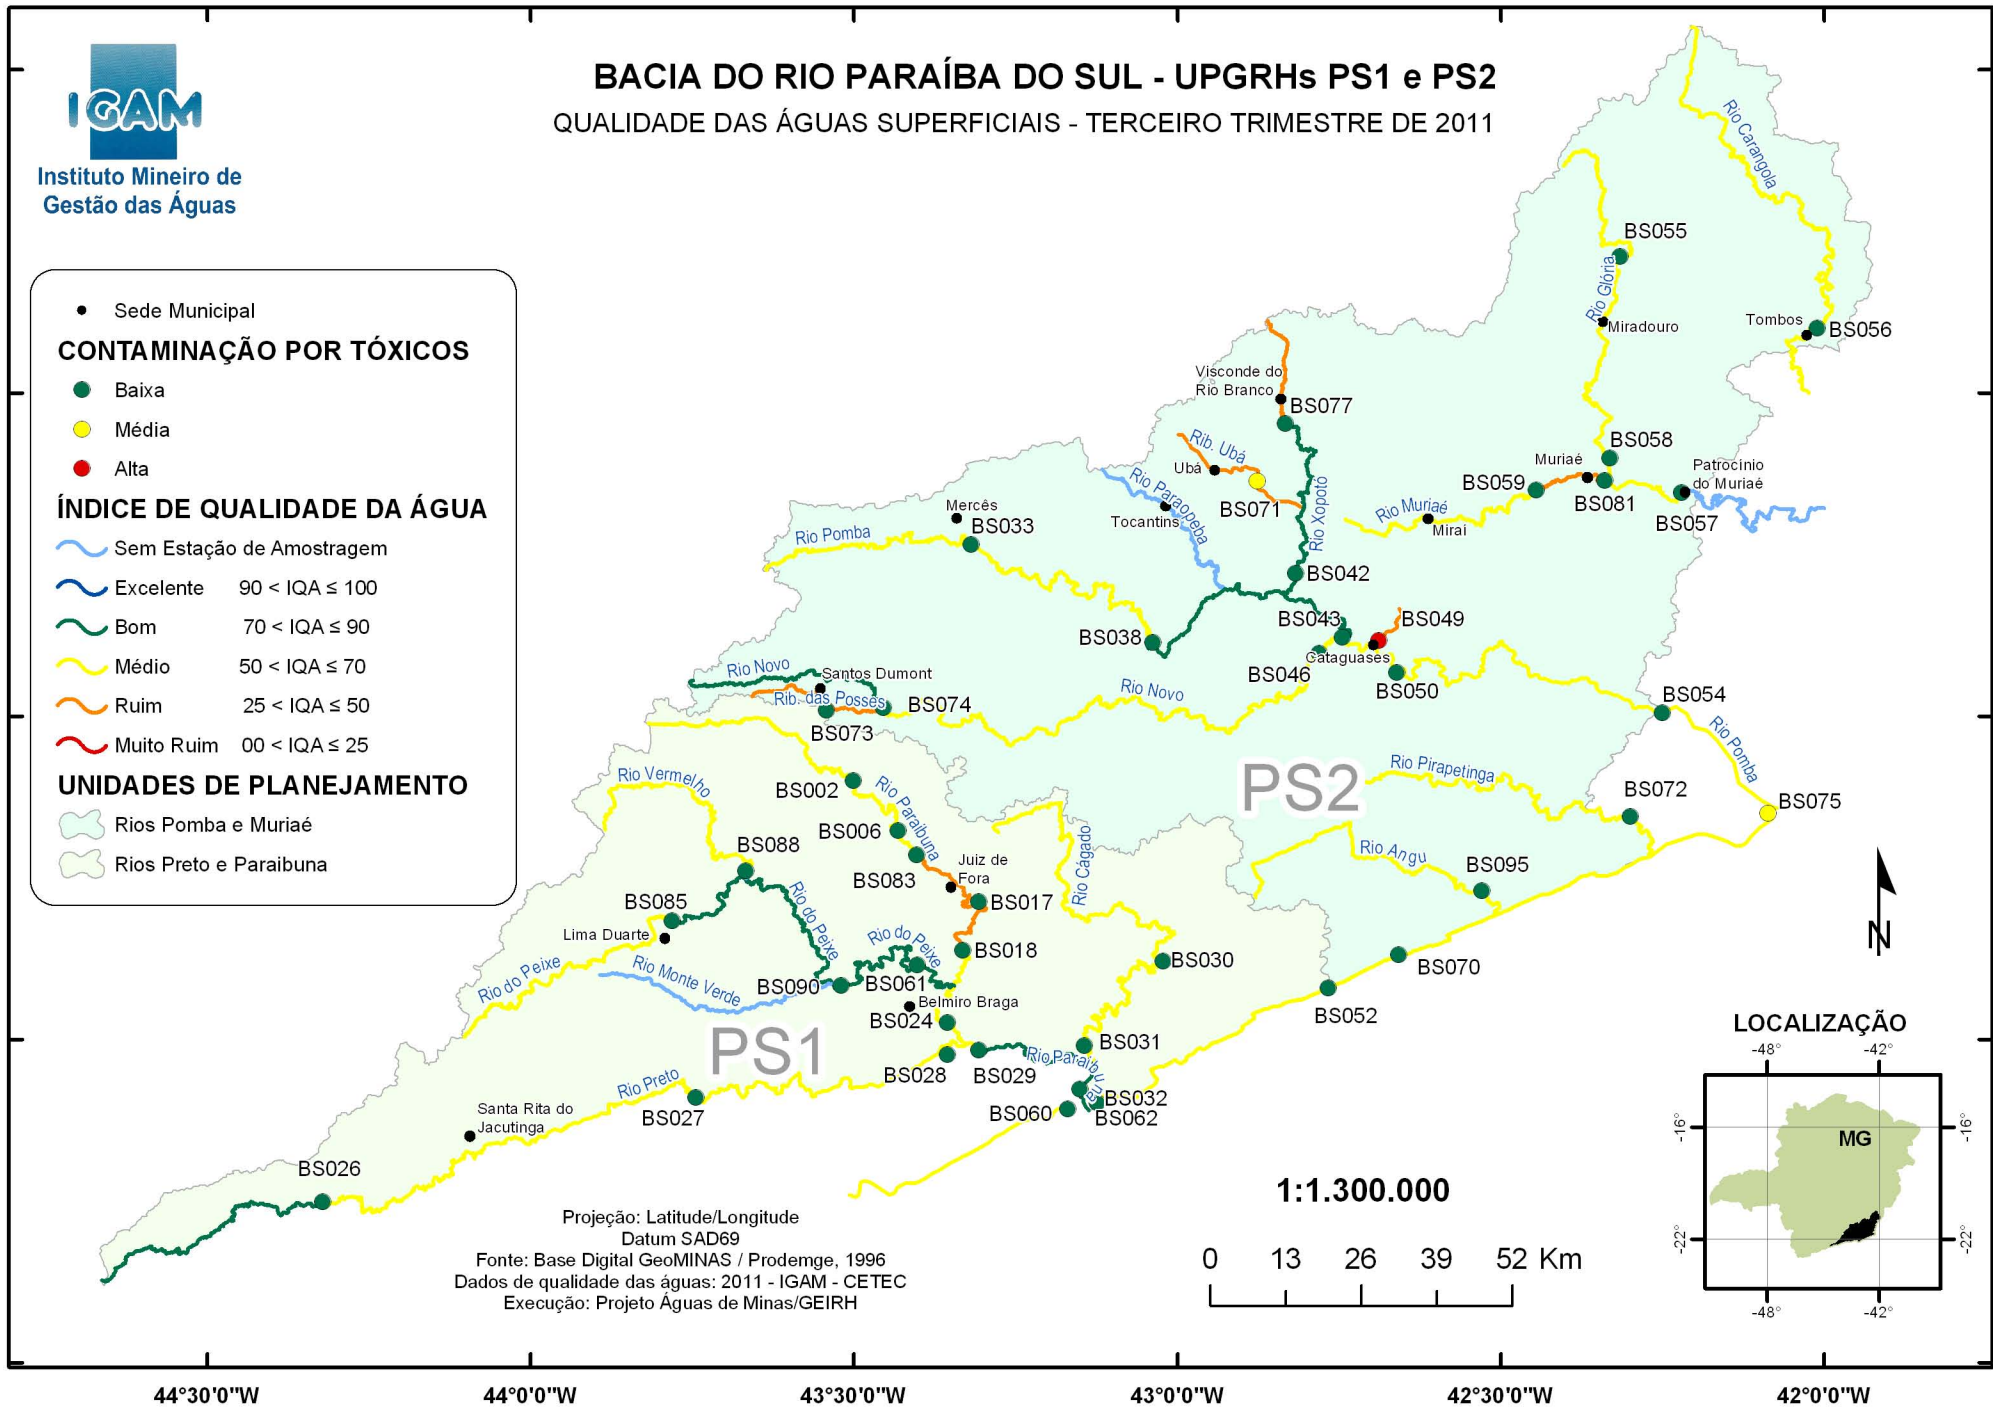 BACIA DO RIO PARAÍBA DO SUL - UPGRHs PS1 e PS2
QUALIDADE DAS ÁGUAS SUPERFICIAIS - TERCEIRO TRIMESTRE DE 2011
IGAM
Instituto Mineiro de
Gestão das Águas
Sede Municipal
CONTAMINAÇÃO POR TÓXICOS
Baixa
Média
Alta
ÍNDICE DE QUALIDADE DA ÁGUA
Sem Estação de Amostragem
Excelente 90 < IQA ≤ 100
Bom 70 < IQA ≤ 90
Médio 50 < IQA ≤ 70
Ruim 25 < IQA ≤ 50
Muito Ruim 00 < IQA ≤ 25
UNIDADES DE PLANEJAMENTO
Rios Pomba e Muriaé
Rios Preto e Paraibuna
Rio Carangola
BS055
Rio Glória
Miradouro
Tombos
BS056
Visconde do
Rio Branco
BS077
Rib. Ubá
Ubá
BS071
Rio Xopotó
Rio Paraopeba
Tocantins
BS058
Muriaé
BS059
BS081
Patrocínio
do Muriaé
BS057
Rio Muriaé
Miraí
Mercês
BS033
Rio Pomba
BS042
BS038
BS043
BS049
BS046
Cataguases
BS050
Rio Novo
Santos Dumont
Rib. das Posses
BS074
BS073
Rio Novo
BS054
Rio Pomba
BS075
Rio Pirapetinga
BS072
PS2
Rio Angu
BS095
Rio Vermelho
BS002
Rio Paraibuna
BS006
BS083
Juiz de
Fora
BS017
Rio Cágado
BS088
BS085
Lima Duarte
Rio do Peixe
Rio do Peixe
Rio do Peixe
BS018
BS030
Rio Monte Verde
BS090
BS061
Belmiro Braga
BS024
BS070
BS052
PS1
BS028
BS029
BS031
Rio Paraibuna
BS032
BS062
BS060
Rio Preto
BS027
Santa Rita do
Jacutinga
BS026
Projeção: Latitude/Longitude
Datum SAD69
Fonte: Base Digital GeoMINAS / Prodemge, 1996
Dados de qualidade das águas: 2011 - IGAM - CETEC
Execução: Projeto Águas de Minas/GEIRH
1:1.300.000
0 13 26 39 52 Km
N
LOCALIZAÇÃO
-48° -42°
-16° -16°
MG
-22° -22°
-48° -42°
44°30'0"W 44°0'0"W 43°30'0"W 43°0'0"W 42°30'0"W 42°0'0"W